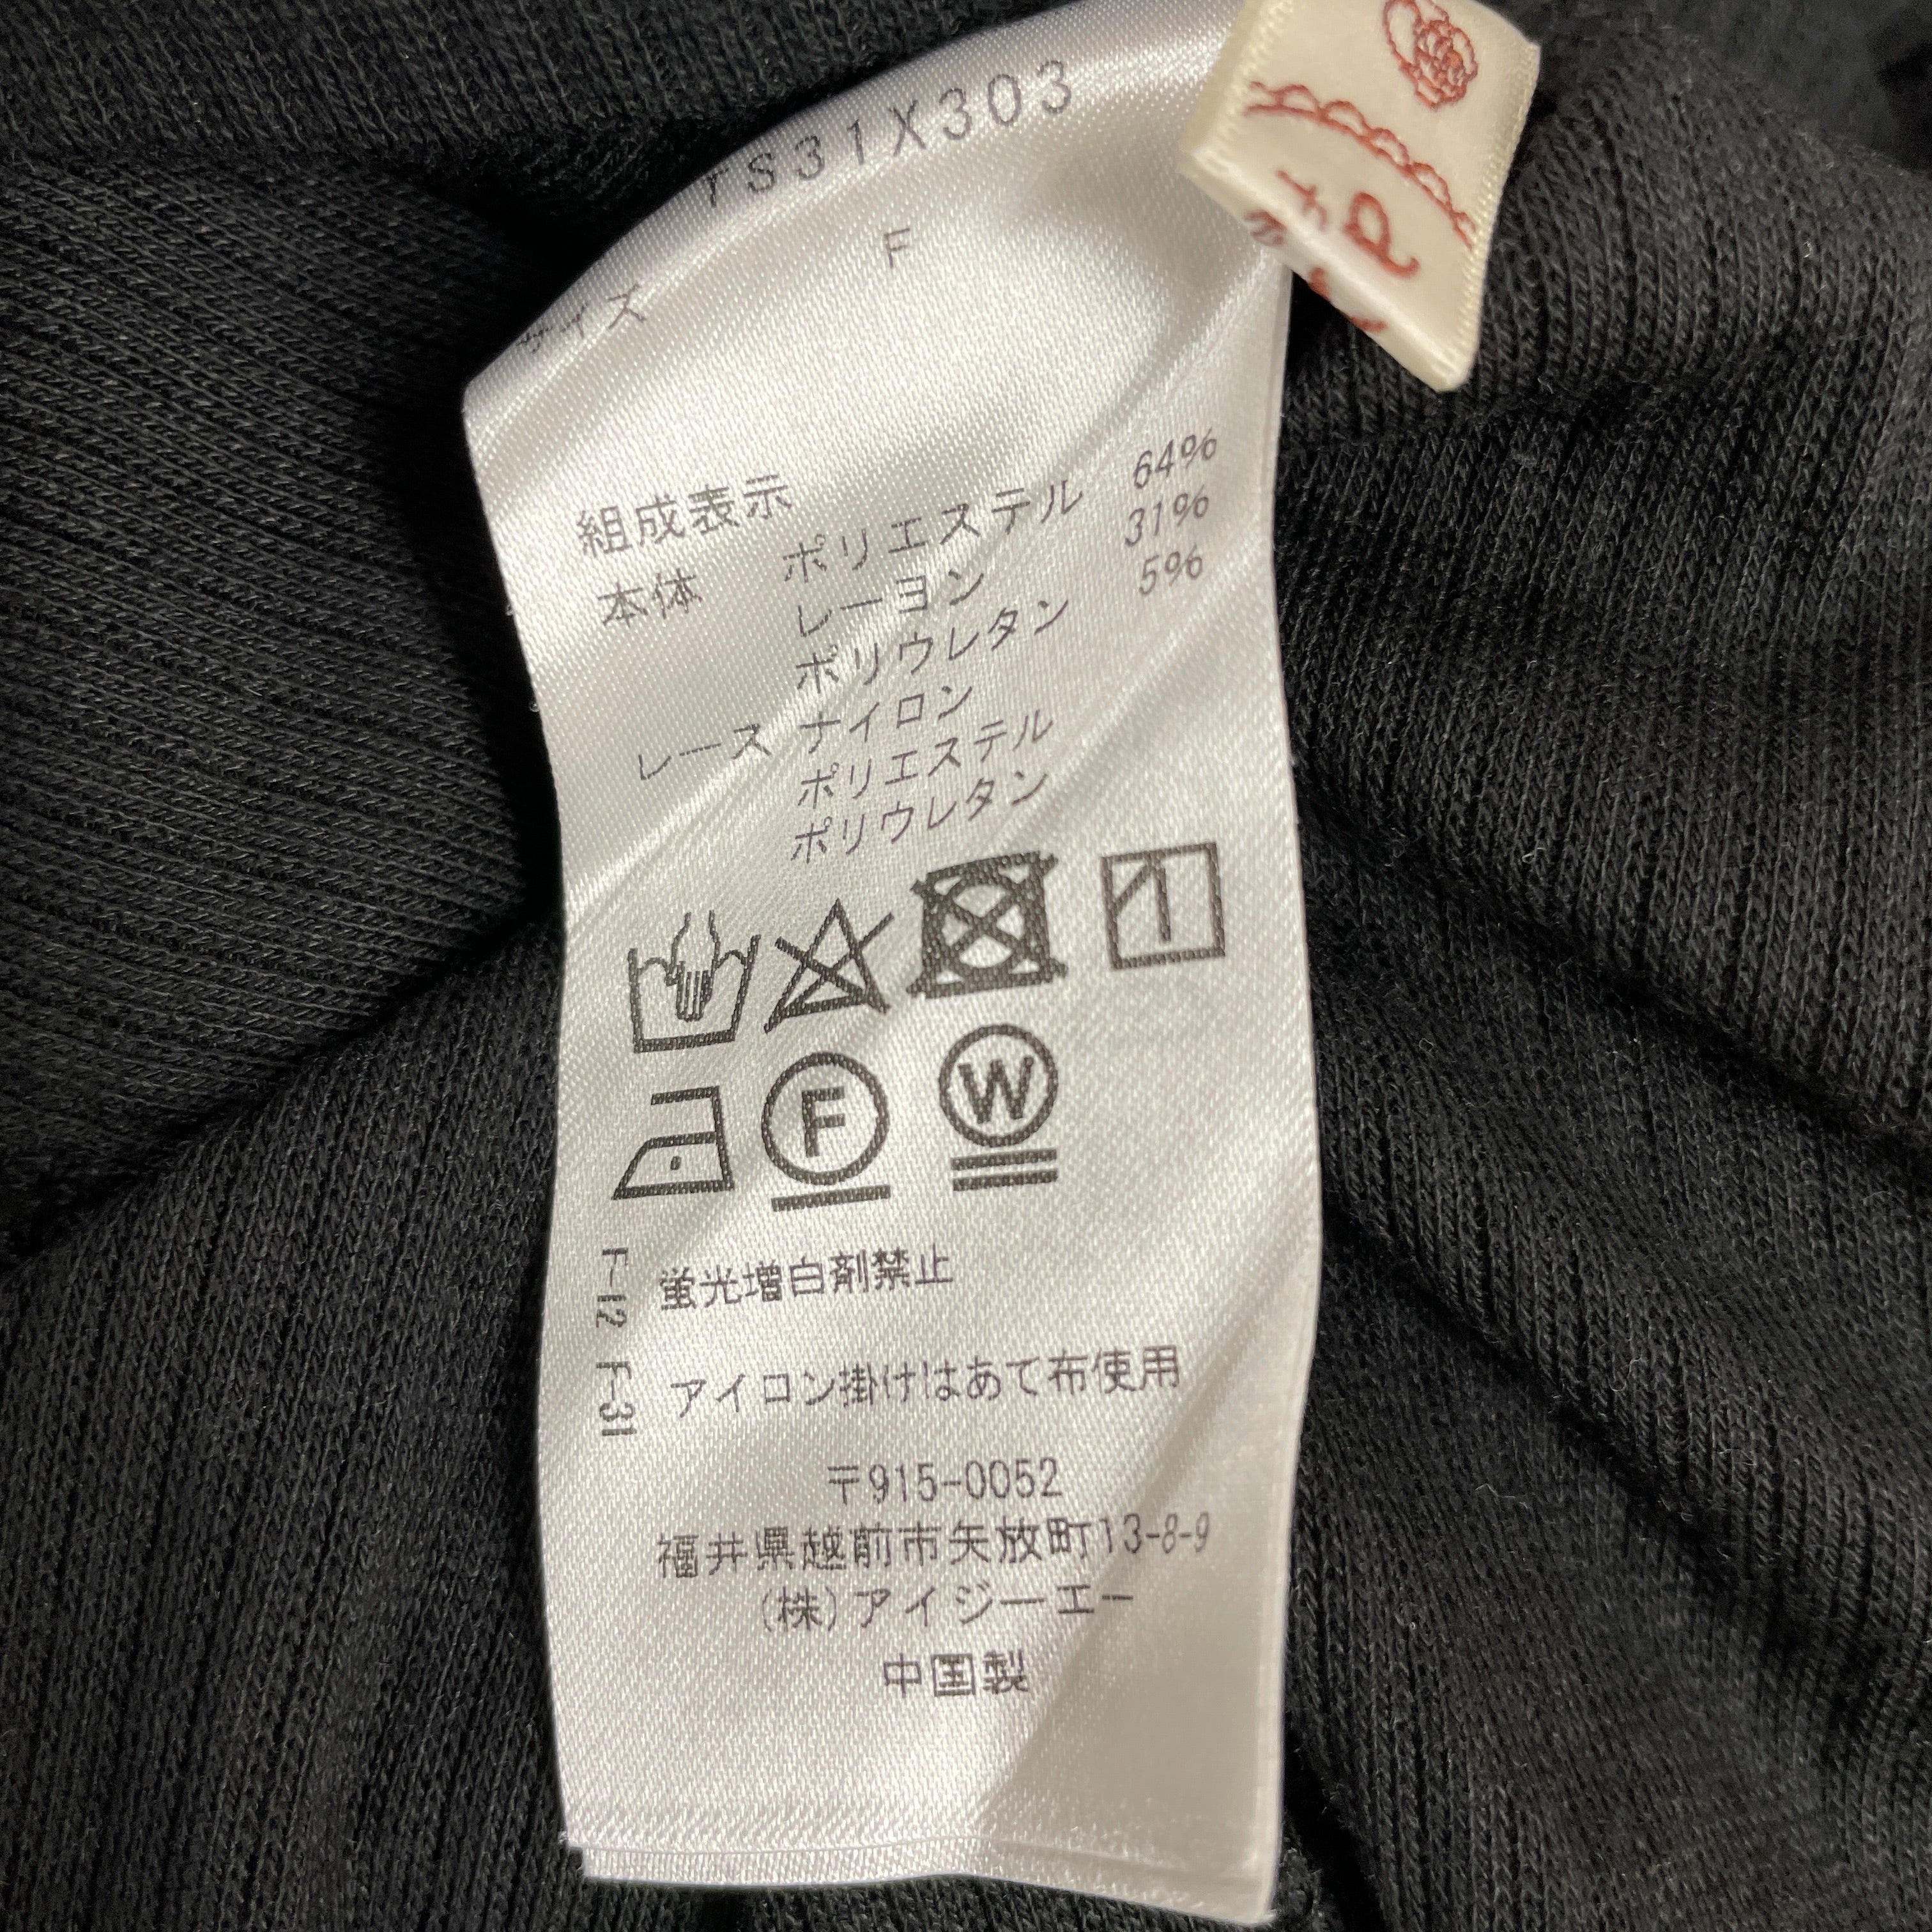 TS31X303
サイズ F
組成表示
本体 ポリエステル 64%
レーヨン 31%
ポリウレタン 5%
レース ナイロン
ポリエステル
ポリウレタン
F
W
F-12 F-31
蛍光増白剤禁止
アイロン掛けはあて布使用
〒915-0052
福井県越前市矢放町13-8-9
(株)アイジーエー
中国製